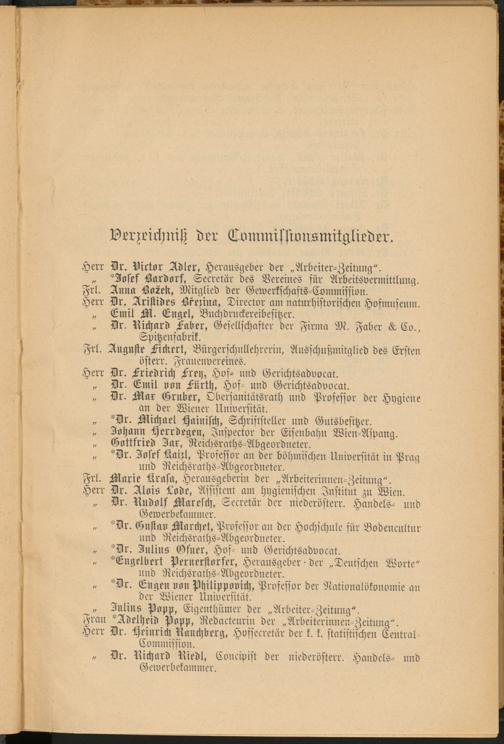 Verzeichniß der Commissionsmitglieder.
Herr Dr. Victor Adler, Herausgeber der „Arbeiter-Zeitung“.
„ *Josef Bardorf, Secretär des Vereines für Arbeitsvermittlung.
Frl. Anna Božek, Mitglied der Gewerkschafts-Commission.
Herr Dr. Aristides Březina, Director am naturhistorischen Hofmuseum.
„ Emil M. Engel, Buchdruckereibesitzer.
„ Dr. Richard Faber, Gesellschafter der Firma M. Faber & Co.,
Spitzenfabrik.
Frl. Auguste Fickert, Bürgerschullehrerin, Ausschußmitglied des Ersten
österr. Frauenvereines.
Herr Dr. Friedrich Frey, Hof- und Gerichtsadvocat.
„ Dr. Emil von Fürth, Hof- und Gerichtsadvocat.
„ Dr. Max Gruber, Obersanitätsrath und Professor der Hygiene
an der Wiener Universität.
„ *Dr. Michael Hainisch, Schriftsteller und Gutsbesitzer.
„ Johann Herrdegen, Inspector der Eisenbahn Wien-Aspang.
„ Gottfried Jax, Reichsraths-Abgeordneter.
„ *Dr. Josef Kaizl, Professor an der böhmischen Universität in Prag
und Reichsraths-Abgeordneter.
Frl. Marie Krasa, Herausgeberin der „Arbeiterinnen-Zeitung“.
Herr Dr. Alois Lode, Assistent am hygienischen Institut zu Wien.
„ Dr. Rudolf Maresch, Secretär der niederösterr. Handels- und
Gewerbekammer.
„ *Dr. Gustav Marchet, Professor an der Hochschule für Bodencultur
und Reichsraths-Abgeordneter.
„ *Dr. Julius Ofner, Hof- und Gerichtsadvocat.
„ *Engelbert Pernerstorfer, Herausgeber der „Deutschen Worte“
und Reichsraths-Abgeordneter.
„ *Dr. Eugen von Philippovich, Professor der Nationalökonomie an
der Wiener Universität.
„ Julius Popp, Eigenthümer der „Arbeiter-Zeitung“.
Frau *Adelheid Popp, Redacteurin der „Arbeiterinnen-Zeitung“.
Herr Dr. Heinrich Rauchberg, Hofsecretär der k. k. statistischen Central-
Commission.
„ Dr. Richard Riedl, Concipist der niederösterr. Handels- und
Gewerbekammer.